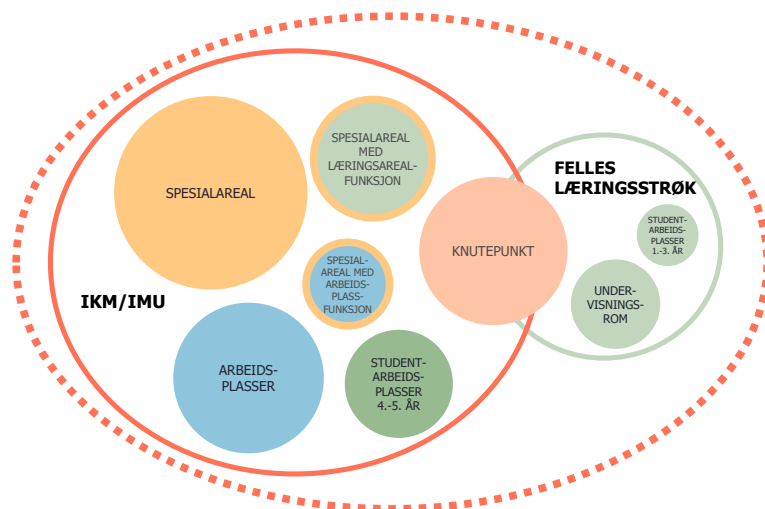 SPESIALAREAL
SPESIALAREAL
MED
LÆRINGSAREAL-
FUNKSJON
FELLES
LÆRINGSSTRØK
STUDENT-
ARBEIDS-
PLASSER
1.-3. ÅR
KNUTEPUNKT
SPESIAL-
AREAL MED
ARBEIDS-
PLASS-
FUNKSJON
IKM/IMU
UNDER-
VISNINGS-
ROM
ARBEIDS-
PLASSER
STUDENT-
ARBEIDS-
PLASSER
4.-5. ÅR